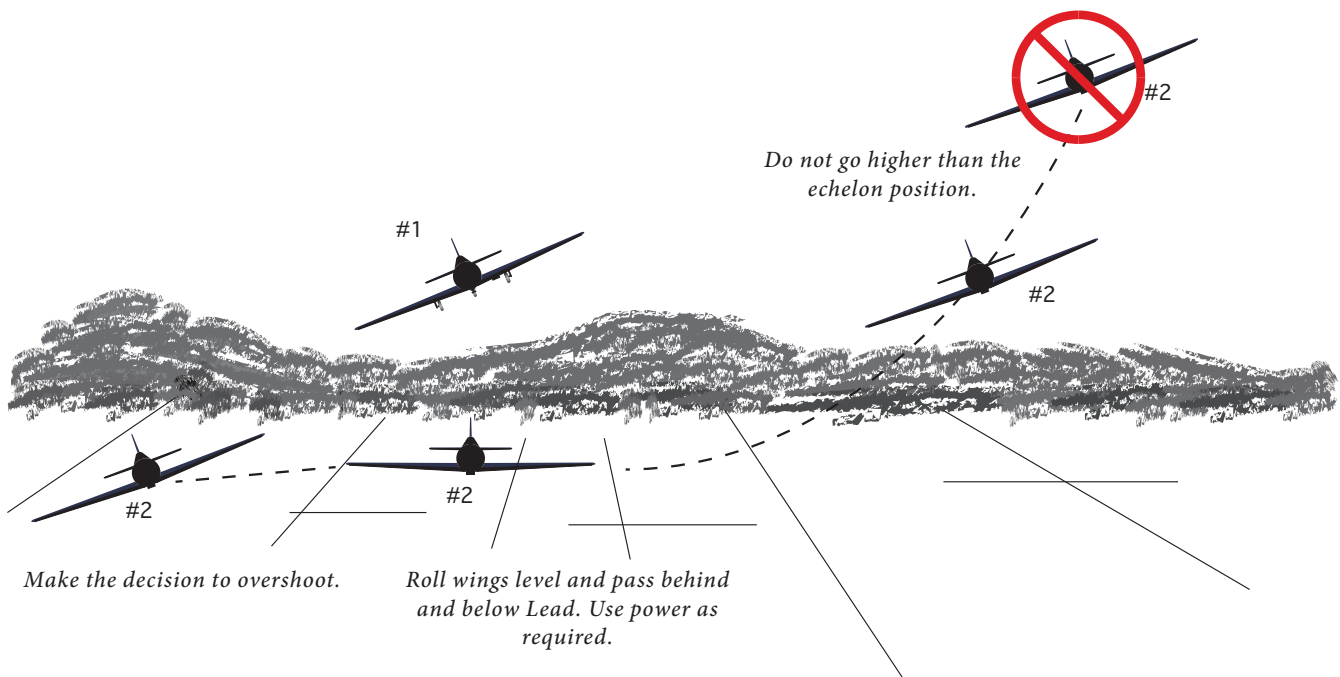 #2
Do not go higher than the
echelon position.
#1
#2
#2
#2
Make the decision to overshoot.
Roll wings level and pass behind
and below Lead. Use power as
required.